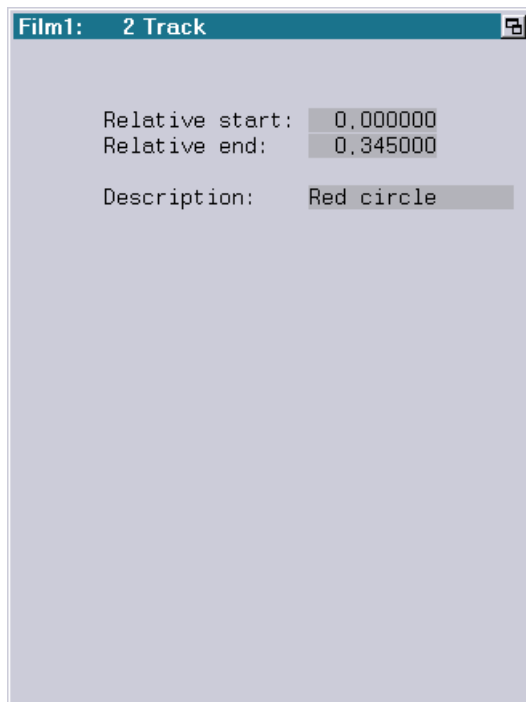 Film1: 2 Track
Relative start: 0.000000
Relative end: 0.345000
Description: Red circle